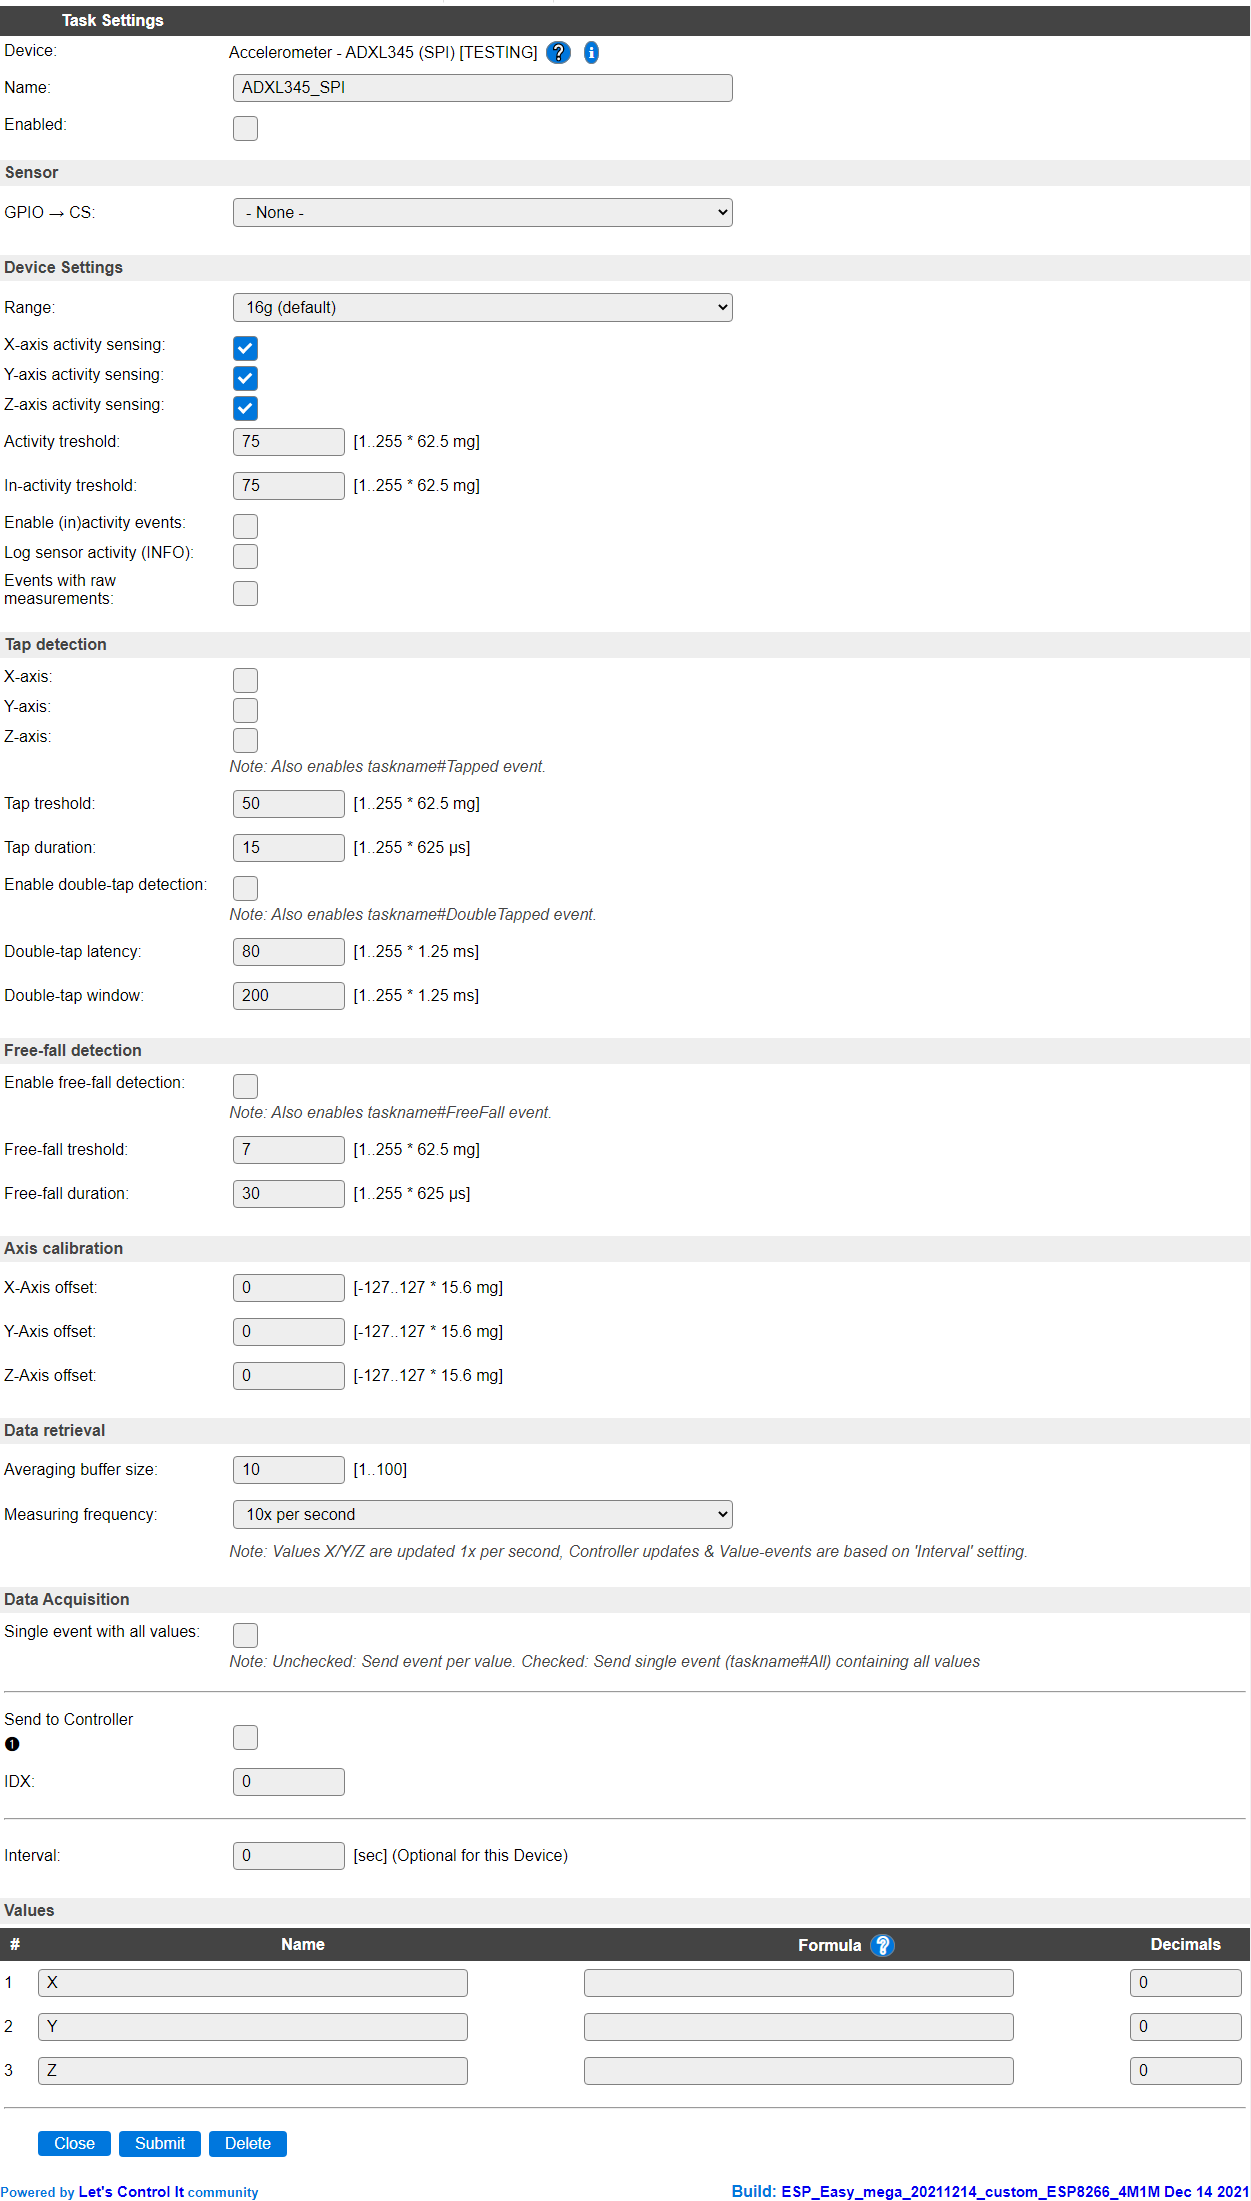 Task Settings
Device: Accelerometer - ADXL345 (SPI) [TESTING] ? i
Name: ADXL345_SPI
Enabled:
Sensor
GPIO → CS: - None -
Device Settings
Range: 16g (default)
X-axis activity sensing:
Y-axis activity sensing:
Z-axis activity sensing:
Activity treshold: 75 [1..255 * 62.5 mg]
In-activity treshold: 75 [1..255 * 62.5 mg]
Enable (in)activity events:
Log sensor activity (INFO):
Events with raw
measurements:
Tap detection
X-axis:
Y-axis:
Z-axis:
Note: Also enables taskname#Tapped event.
Tap treshold: 50 [1..255 * 62.5 mg]
Tap duration: 15 [1..255 * 625 µs]
Enable double-tap detection:
Note: Also enables taskname#DoubleTapped event.
Double-tap latency: 80 [1..255 * 1.25 ms]
Double-tap window: 200 [1..255 * 1.25 ms]
Free-fall detection
Enable free-fall detection:
Note: Also enables taskname#FreeFall event.
Free-fall treshold: 7 [1..255 * 62.5 mg]
Free-fall duration: 30 [1..255 * 625 µs]
Axis calibration
X-Axis offset: 0 [-127..127 * 15.6 mg]
Y-Axis offset: 0 [-127..127 * 15.6 mg]
Z-Axis offset: 0 [-127..127 * 15.6 mg]
Data retrieval
Averaging buffer size: 10 [1..100]
Measuring frequency: 10x per second
Note: Values X/Y/Z are updated 1x per second, Controller updates & Value-events are based on 'Interval' setting.
Data Acquisition
Single event with all values:
Note: Unchecked: Send event per value. Checked: Send single event (taskname#All) containing all values
Send to Controller
❶
IDX: 0
Interval: 0 [sec] (Optional for this Device)
Values
# Name Formula ? Decimals
1 X 0
2 Y 0
3 Z 0
Close Submit Delete
Powered by Let's Control It community Build: ESP_Easy_mega_20211214_custom_ESP8266_4M1M Dec 14 2021